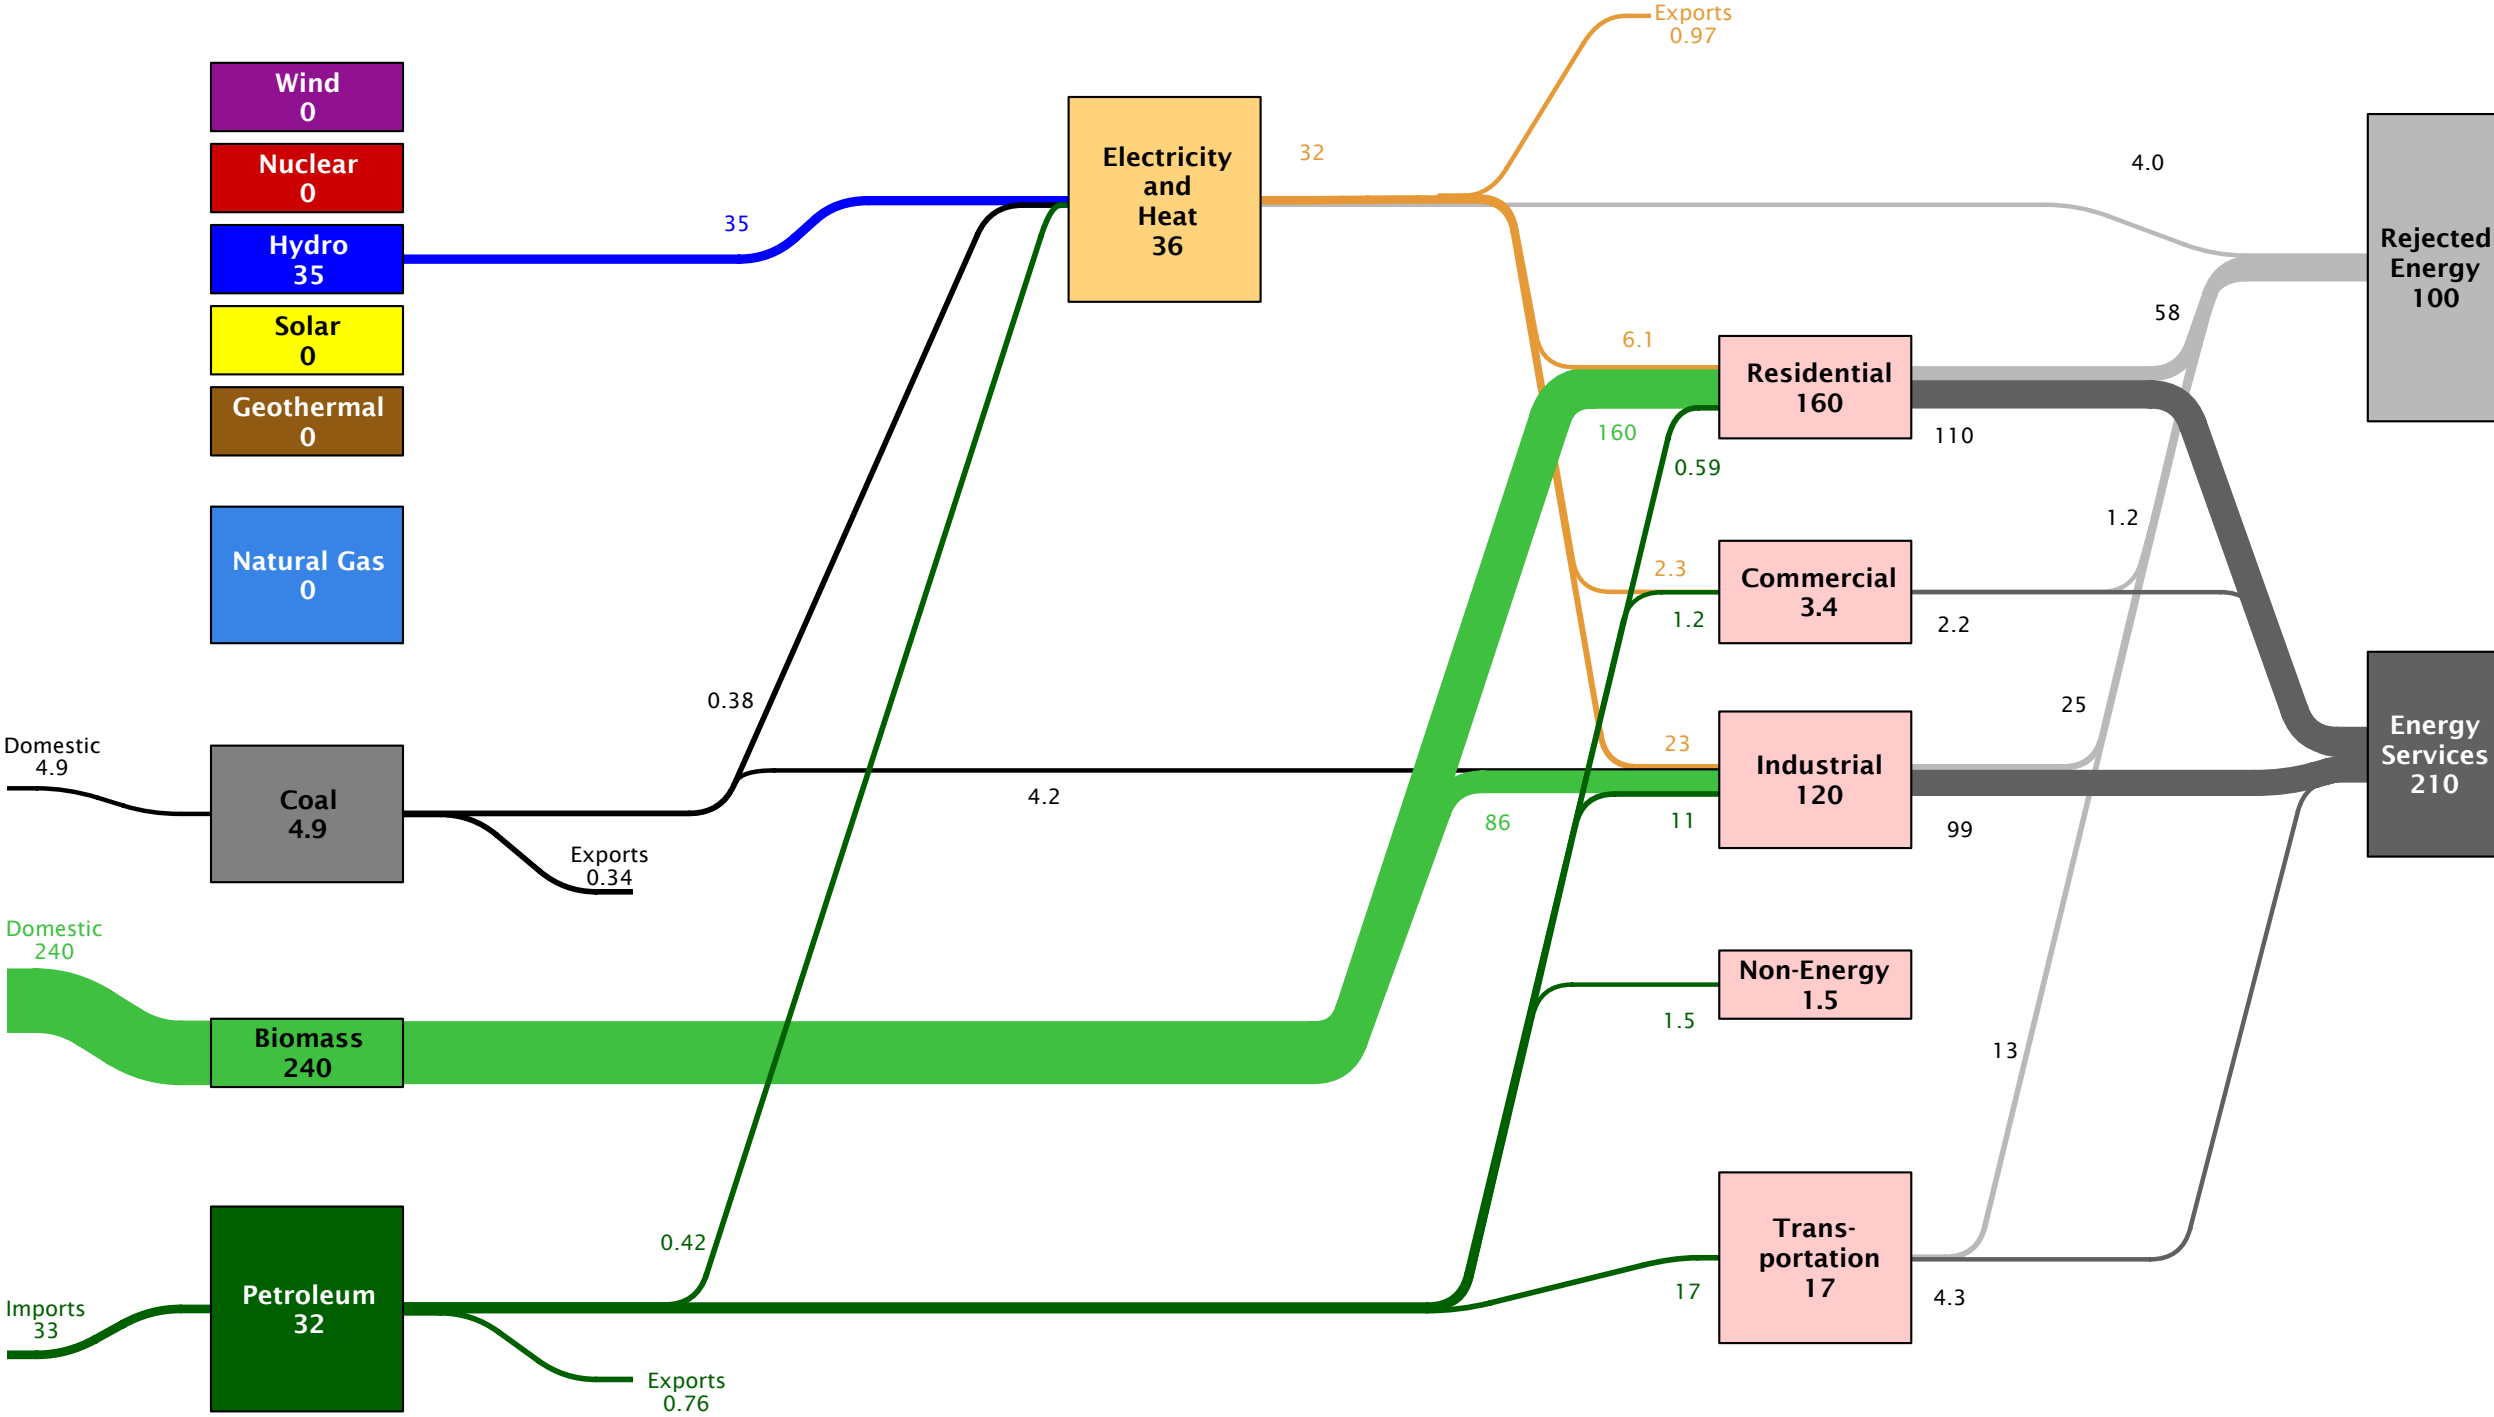 Exports
0.97
Wind
0
Nuclear
0
Hydro
35
Solar
0
Geothermal
0
Natural Gas
0
35
Electricity
and
Heat
36
32
4.0
Rejected
Energy
100
58
6.1
Residential
160
160
110
0.59
1.2
2.3
Commercial
3.4
1.2
2.2
0.38
25
Domestic
4.9
Coal
4.9
Exports
0.34
4.2
23
Industrial
120
86
11
99
Energy
Services
210
Domestic
240
Biomass
240
Non-Energy
1.5
1.5
13
0.42
Imports
33
Petroleum
32
Exports
0.76
Trans-
portation
17
17
4.3